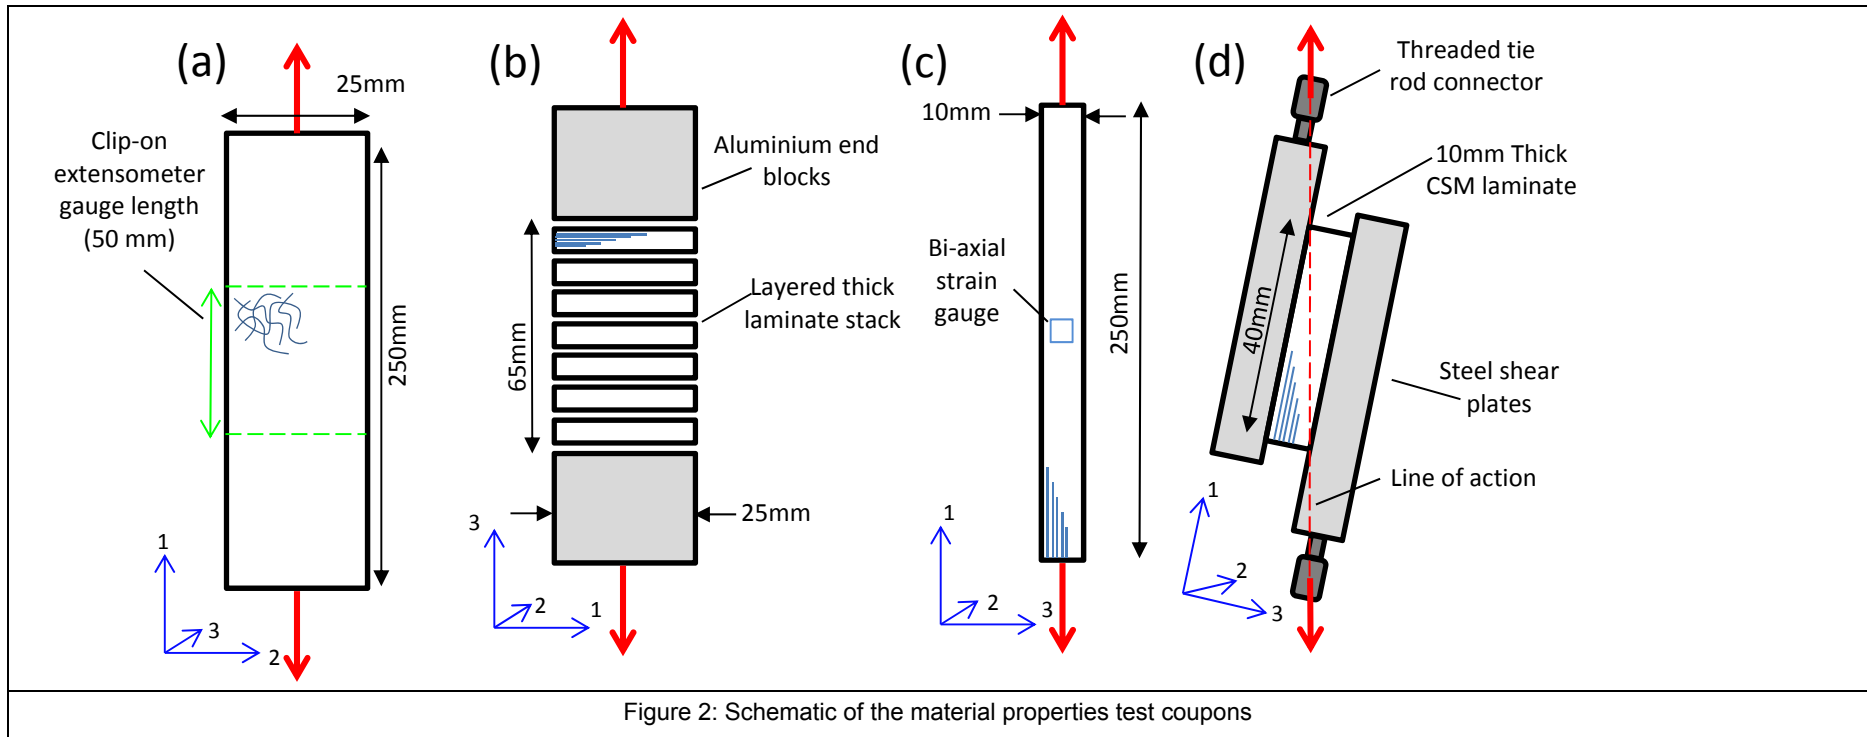 (a)
25mm
Clip-on
extensometer
gauge length
(50 mm)
250mm
1
3
2
(b)
Aluminium end
blocks
Layered thick
laminate stack
65mm
25mm
3
2
1
(c)
10mm
Bi-axial
strain
gauge
250mm
1
2
3
(d)
Threaded tie
rod connector
10mm Thick
CSM laminate
40mm
Steel shear
plates
Line of action
1
2
3
Figure 2: Schematic of the material properties test coupons